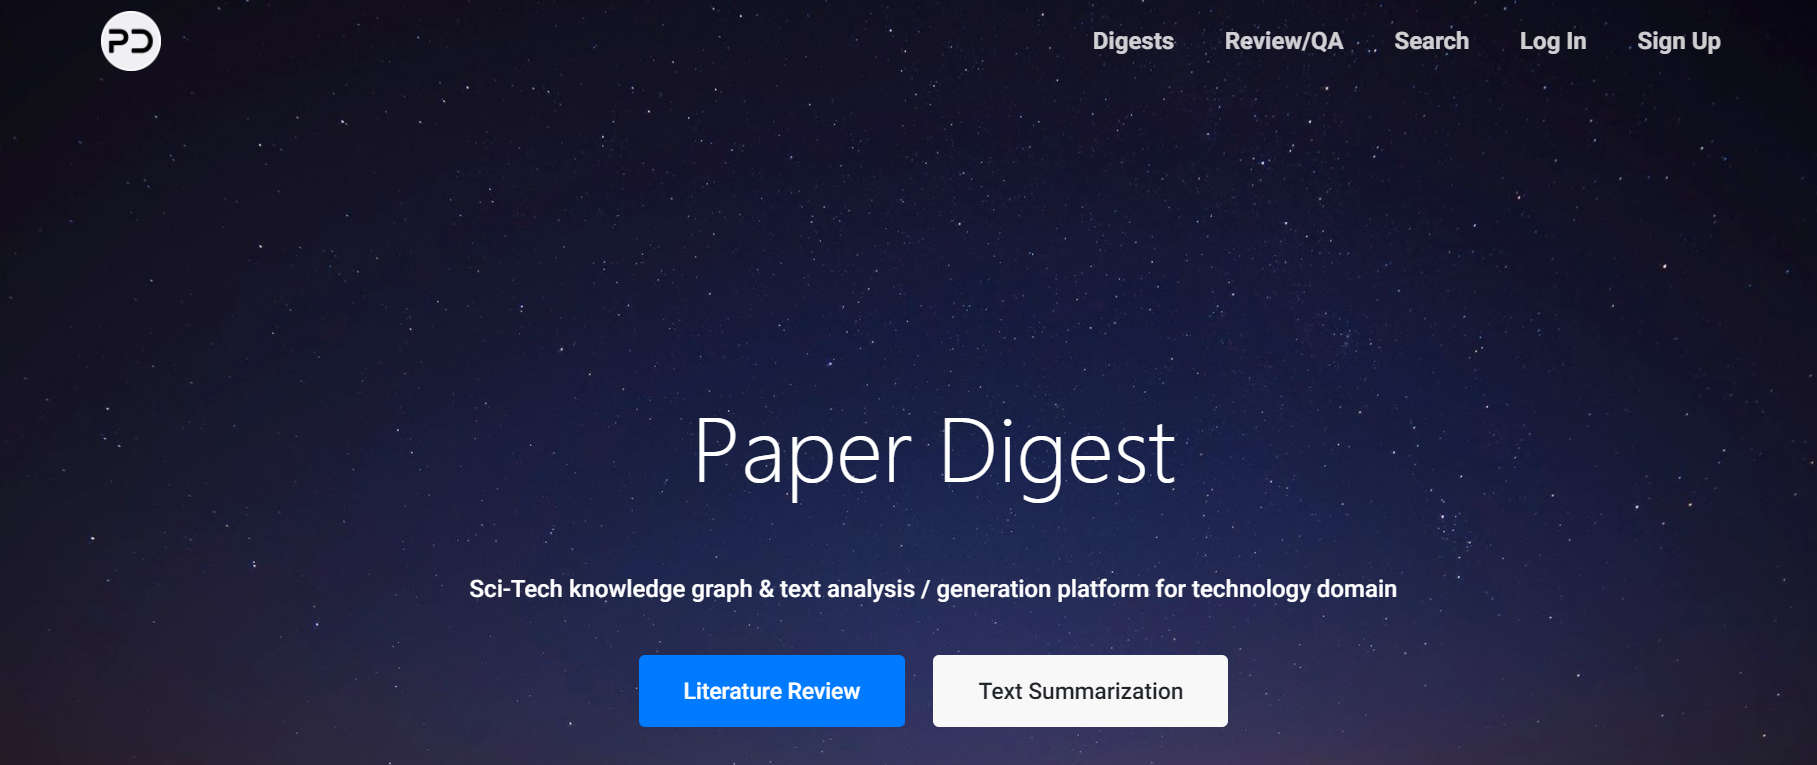 PD
Digests
Review/QA
Search
Log In
Sign Up
Paper Digest
Sci-Tech knowledge graph & text analysis / generation platform for technology domain
Literature Review
Text Summarization